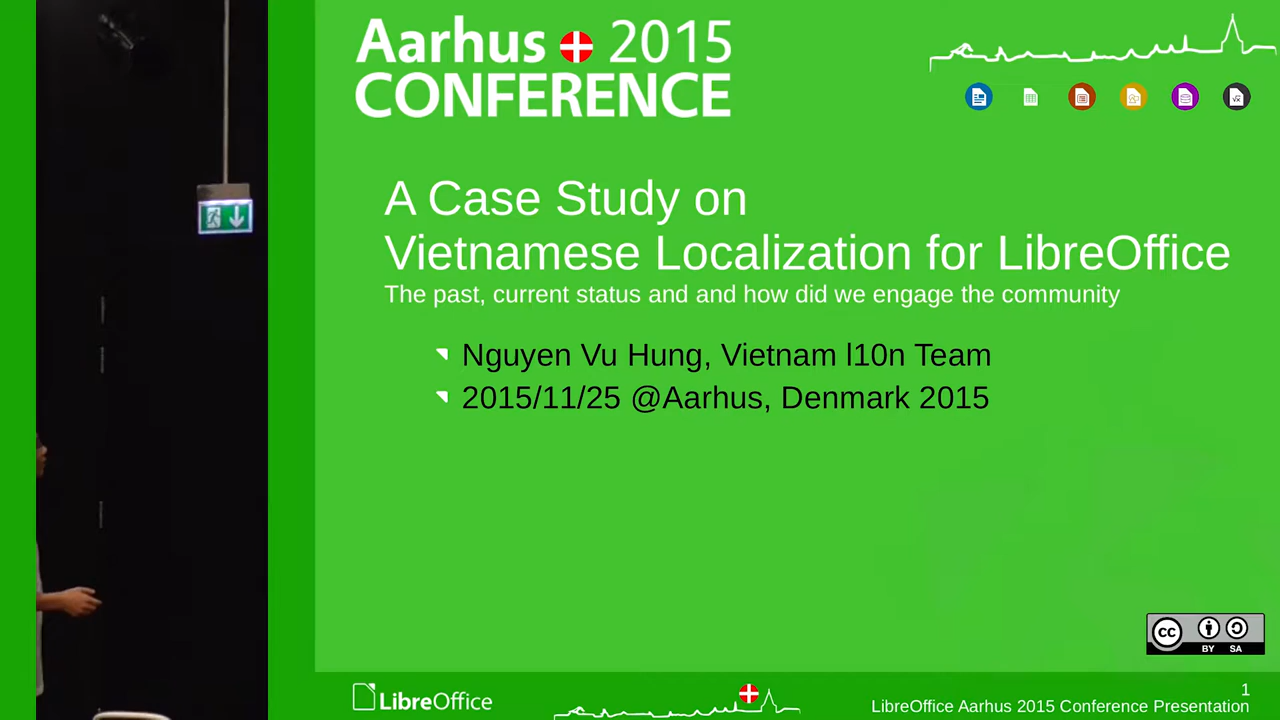 Aarhus 2015
CONFERENCE
A Case Study on
Vietnamese Localization for LibreOffice
The past, current status and and how did we engage the community
Nguyen Vu Hung, Vietnam l10n Team
2015/11/25 @Aarhus, Denmark 2015
CC BY SA
LibreOffice
1
LibreOffice Aarhus 2015 Conference Presentation